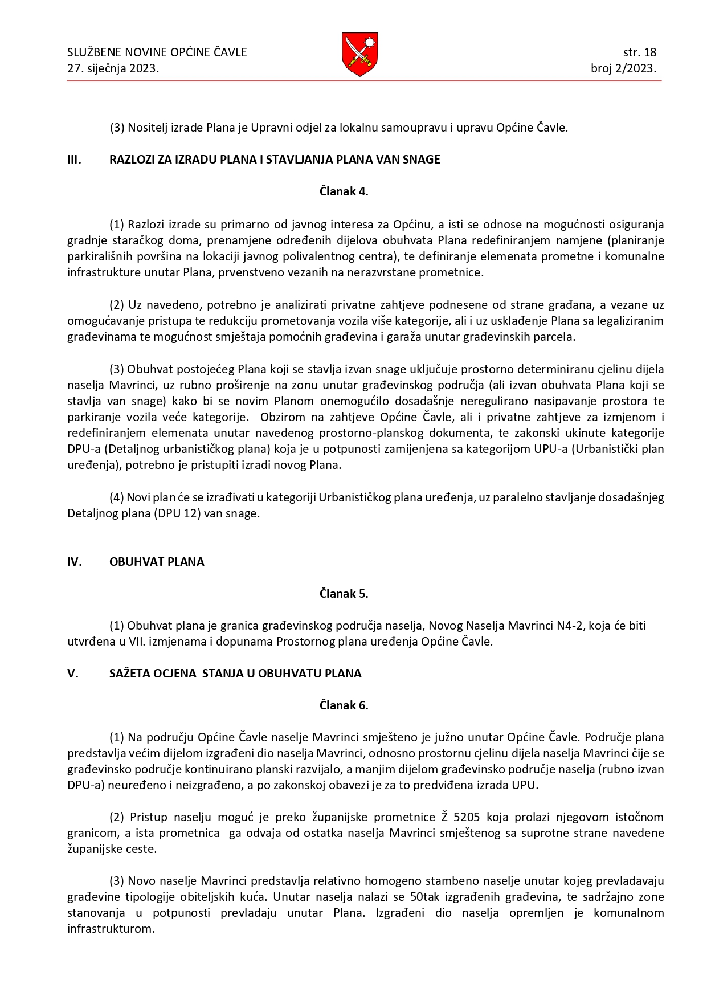 SLUŽBENE NOVINE OPĆINE ČAVLE
27. siječnja 2023.
str. 18
broj 2/2023.
(3) Nositelj izrade Plana je Upravni odjel za lokalnu samoupravu i upravu Općine Čavle.
III. RAZLOZI ZA IZRADU PLANA I STAVLJANJA PLANA VAN SNAGE
Članak 4.
(1) Razlozi izrade su primarno od javnog interesa za Općinu, a isti se odnose na mogućnosti osiguranja
gradnje staračkog doma, prenamjene određenih dijelova obuhvata Plana redefiniranjem namjene (planiranje
parkirališnih površina na lokaciji javnog polivalentnog centra), te definiranje elemenata prometne i komunalne
infrastrukture unutar Plana, prvenstveno vezanih na nerazvrstane prometnice.
(2) Uz navedeno, potrebno je analizirati privatne zahtjeve podnesene od strane građana, a vezane uz
omogućavanje pristupa te redukciju prometovanja vozila više kategorije, ali i uz usklađenje Plana sa legaliziranim
građevinama te mogućnost smještaja pomoćnih građevina i garaža unutar građevinskih parcela.
(3) Obuhvat postojećeg Plana koji se stavlja izvan snage uključuje prostorno determiniranu cjelinu dijela
naselja Mavrinci, uz rubno proširenje na zonu unutar građevinskog područja (ali izvan obuhvata Plana koji se
stavlja van snage) kako bi se novim Planom onemogućilo dosadašnje neregulirano nasipavanje prostora te
parkiranje vozila veće kategorije.  Obzirom na zahtjeve Općine Čavle, ali i privatne zahtjeve za izmjenom i
redefiniranjem elemenata unutar navedenog prostorno-planskog dokumenta, te zakonski ukinute kategorije
DPU-a (Detaljnog urbanističkog plana) koja je u potpunosti zamijenjena sa kategorijom UPU-a (Urbanistički plan
uređenja), potrebno je pristupiti izradi novog Plana.
(4) Novi plan će se izrađivati u kategoriji Urbanističkog plana uređenja, uz paralelno stavljanje dosadašnjeg
Detaljnog plana (DPU 12) van snage.
IV. OBUHVAT PLANA
Članak 5.
(1) Obuhvat plana je granica građevinskog područja naselja, Novog Naselja Mavrinci N4-2, koja će biti
utvrđena u VII. izmjenama i dopunama Prostornog plana uređenja Općine Čavle.
V. SAŽETA OCJENA  STANJA U OBUHVATU PLANA
Članak 6.
(1) Na području Općine Čavle naselje Mavrinci smješteno je južno unutar Općine Čavle. Područje plana
predstavlja većim dijelom izgrađeni dio naselja Mavrinci, odnosno prostornu cjelinu dijela naselja Mavrinci čije se
građevinsko područje kontinuirano planski razvijalo, a manjim dijelom građevinsko područje naselja (rubno izvan
DPU-a) neuređeno i neizgrađeno, a po zakonskoj obavezi je za to predviđena izrada UPU.
(2) Pristup naselju moguć je preko županijske prometnice Ž 5205 koja prolazi njegovom istočnom
granicom, a ista prometnica  ga odvaja od ostatka naselja Mavrinci smještenog sa suprotne strane navedene
županijske ceste.
(3) Novo naselje Mavrinci predstavlja relativno homogeno stambeno naselje unutar kojeg prevladavaju
građevine tipologije obiteljskih kuća. Unutar naselja nalazi se 50tak izgrađenih građevina, te sadržajno zone
stanovanja u potpunosti prevladaju unutar Plana. Izgrađeni dio naselja opremljen je komunalnom
infrastrukturom.